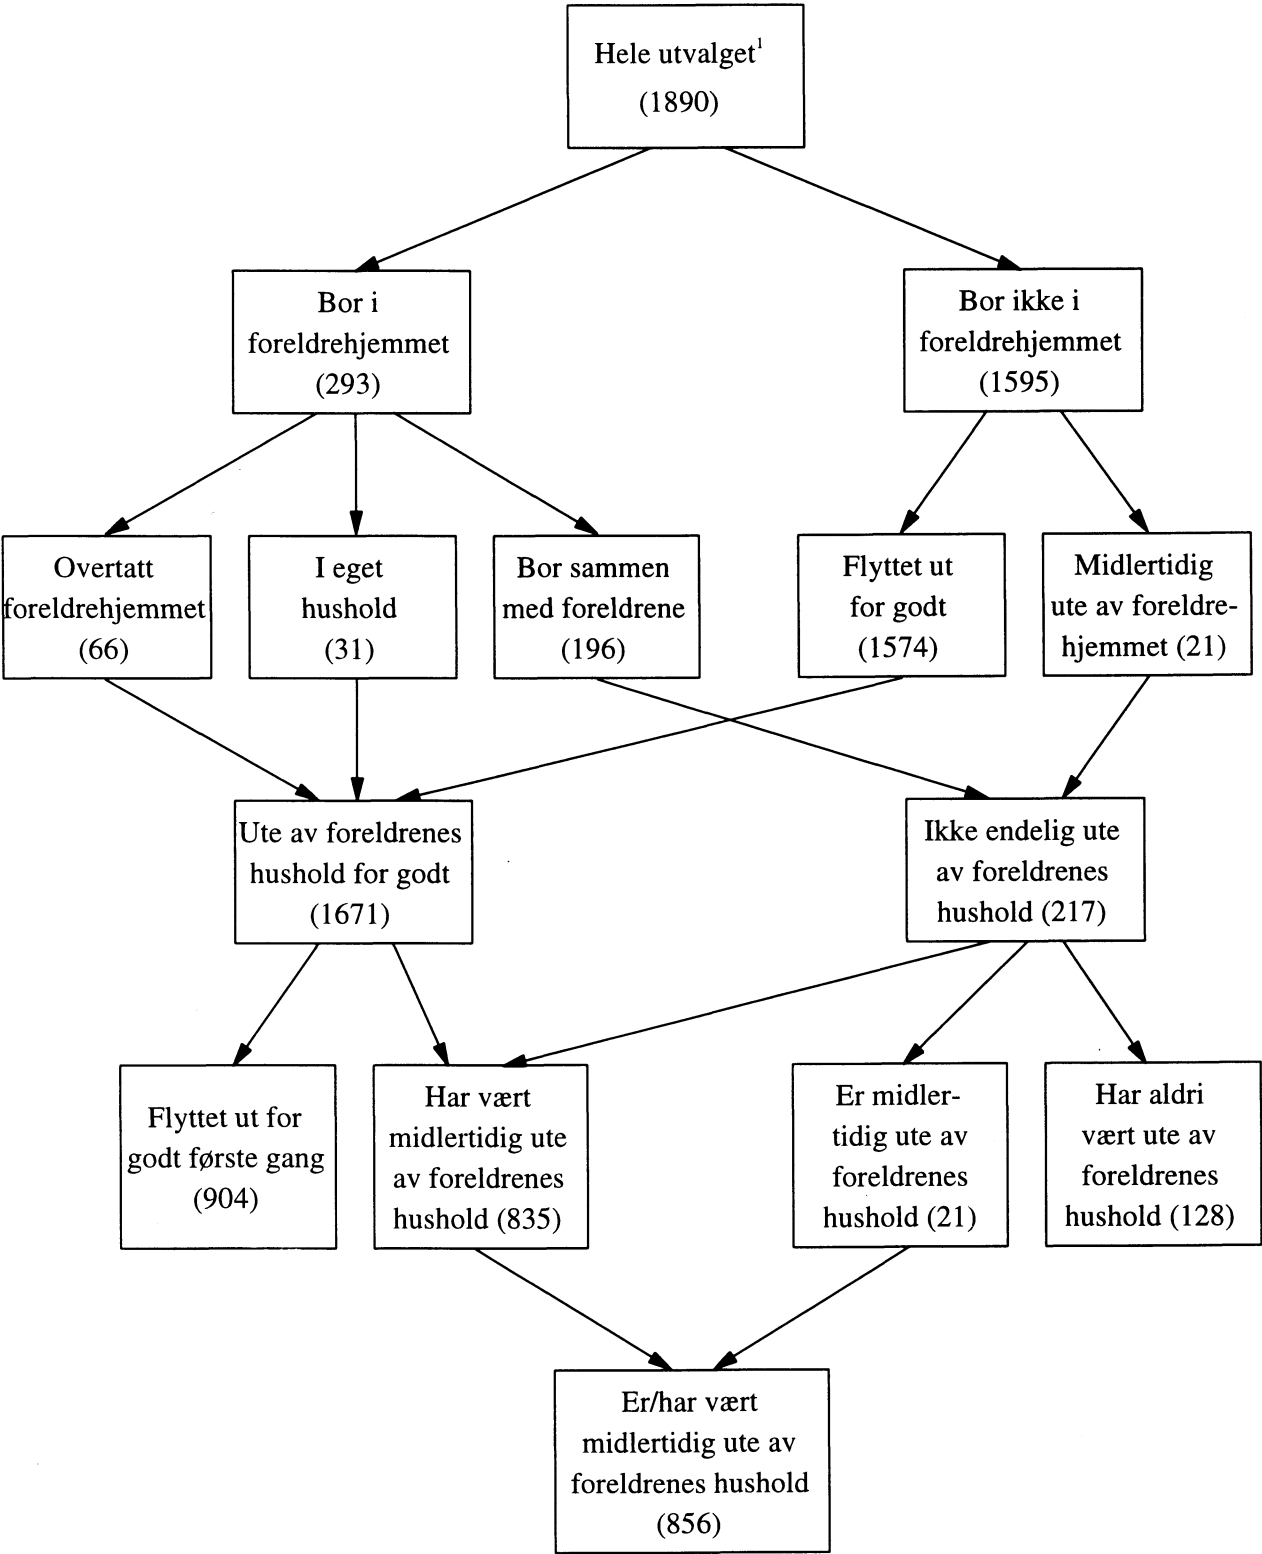 Hele utvalget¹
(1890)
Bor i
foreldrehjemmet
(293)
Bor ikke i
foreldrehjemmet
(1595)
Overtatt
foreldrehjemmet
(66)
I eget
hushold
(31)
Bor sammen
med foreldrene
(196)
Flyttet ut
for godt
(1574)
Midlertidig
ute av foreldre-
hjemmet (21)
Ute av foreldrenes
hushold for godt
(1671)
Ikke endelig ute
av foreldrenes
hushold (217)
Flyttet ut for
godt første gang
(904)
Har vært
midlertidig ute
av foreldrenes
hushold (835)
Er midler-
tidig ute av
foreldrenes
hushold (21)
Har aldri
vært ute av
foreldrenes
hushold (128)
Er/har vært
midlertidig ute av
foreldrenes hushold
(856)